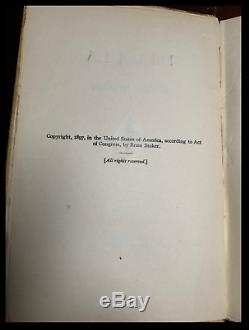 Copyright, 1897, in the United States of America, according to Act
of Congress, by Bram Stoker.
[All rights reserved.]